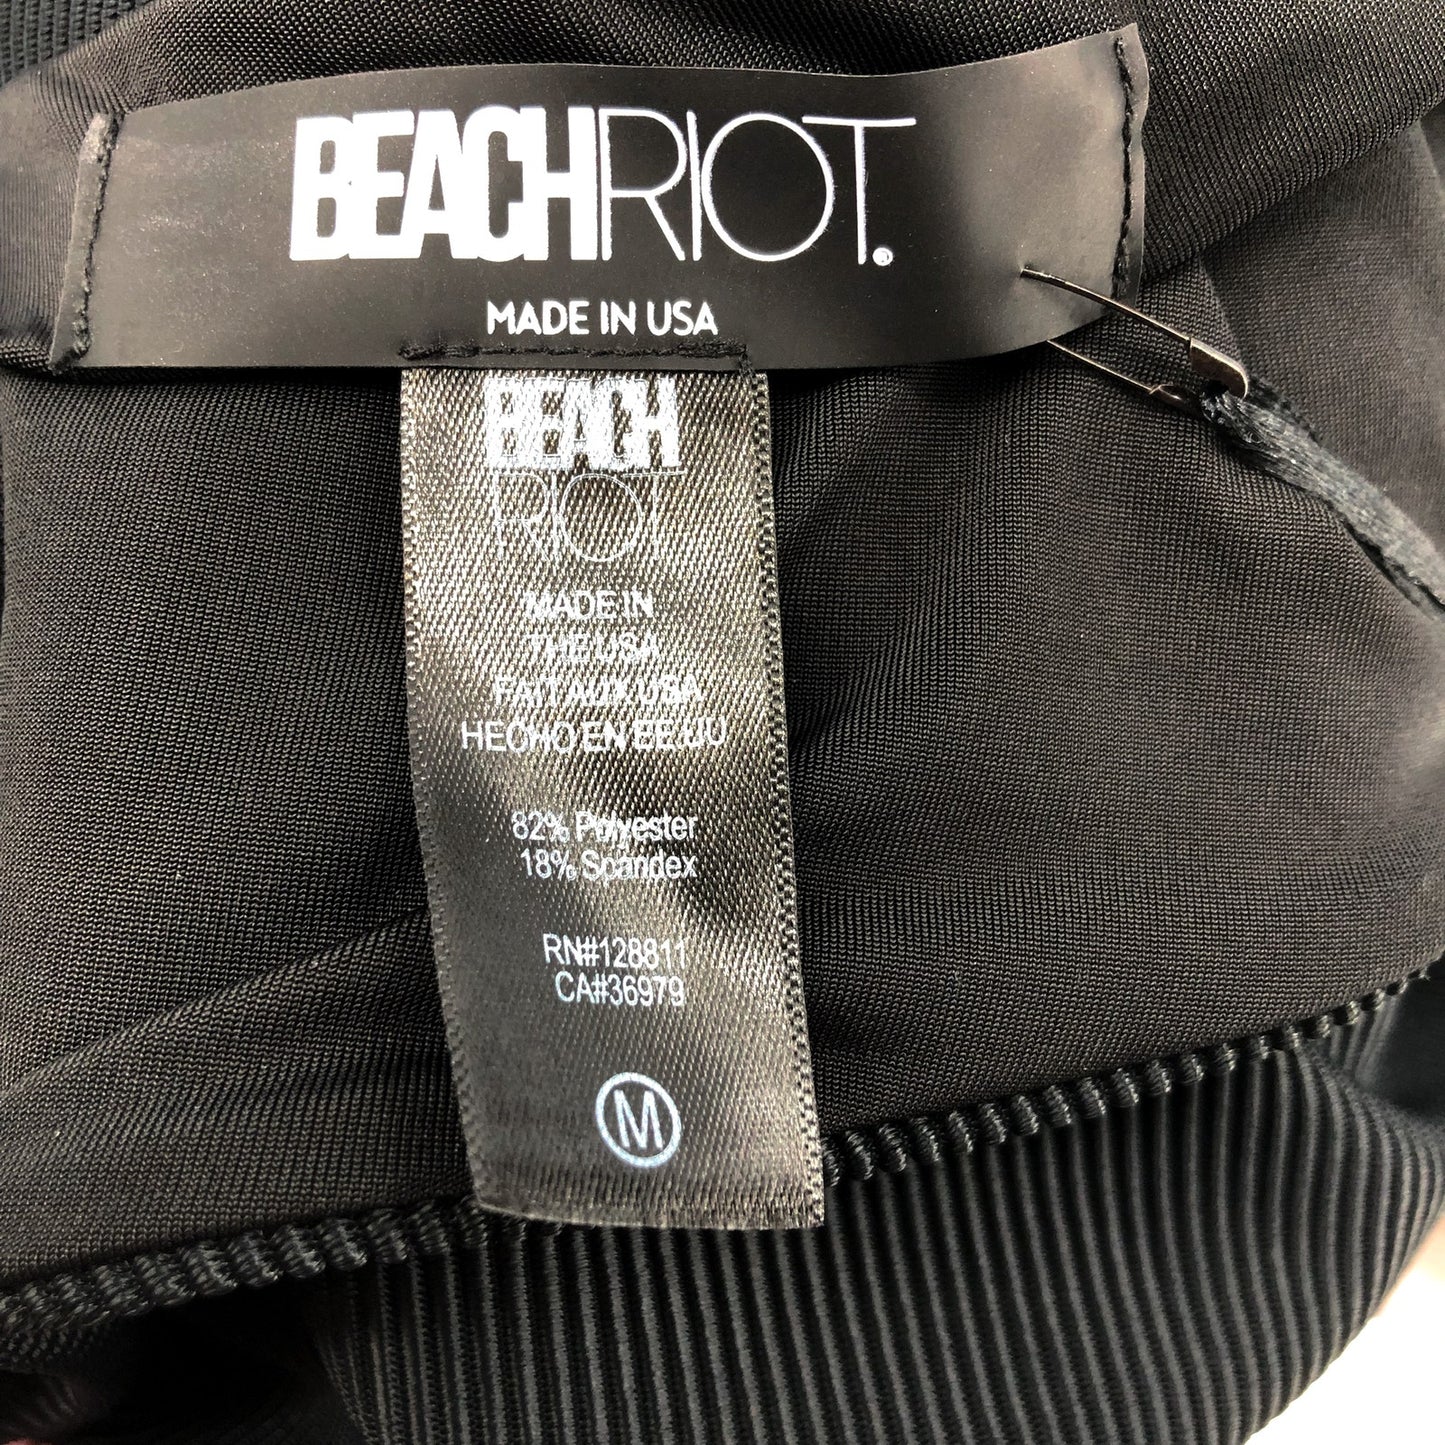 BEACHRIOT.®
MADE IN USA
BEACH
RIOT.
MADE IN
THE USA
FAIT AUX USA
HECHO EN EE.UU
82% Polyester
18% Spandex
RN#128811
CA#36979
M